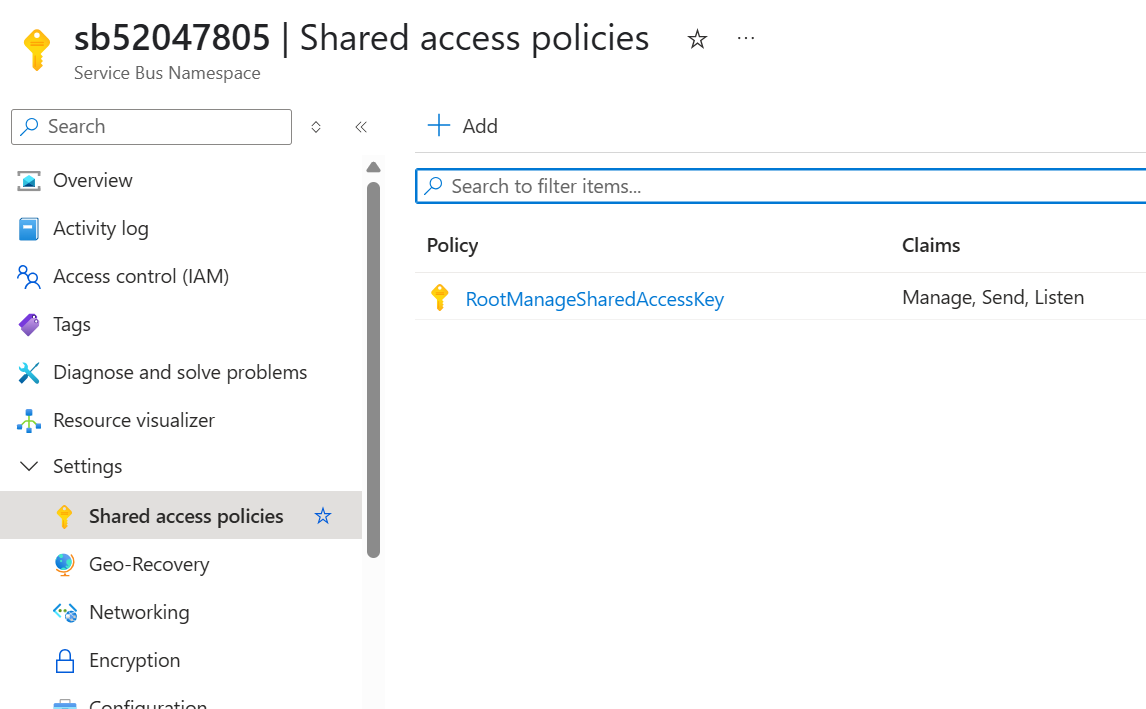 sb52047805 | Shared access policies
Service Bus Namespace
Search
Overview
Activity log
Access control (IAM)
Tags
Diagnose and solve problems
Resource visualizer
Settings
Shared access policies
Geo-Recovery
Networking
Encryption
Configuration
Add
Search to filter items...
Policy Claims
RootManageSharedAccessKey Manage, Send, Listen